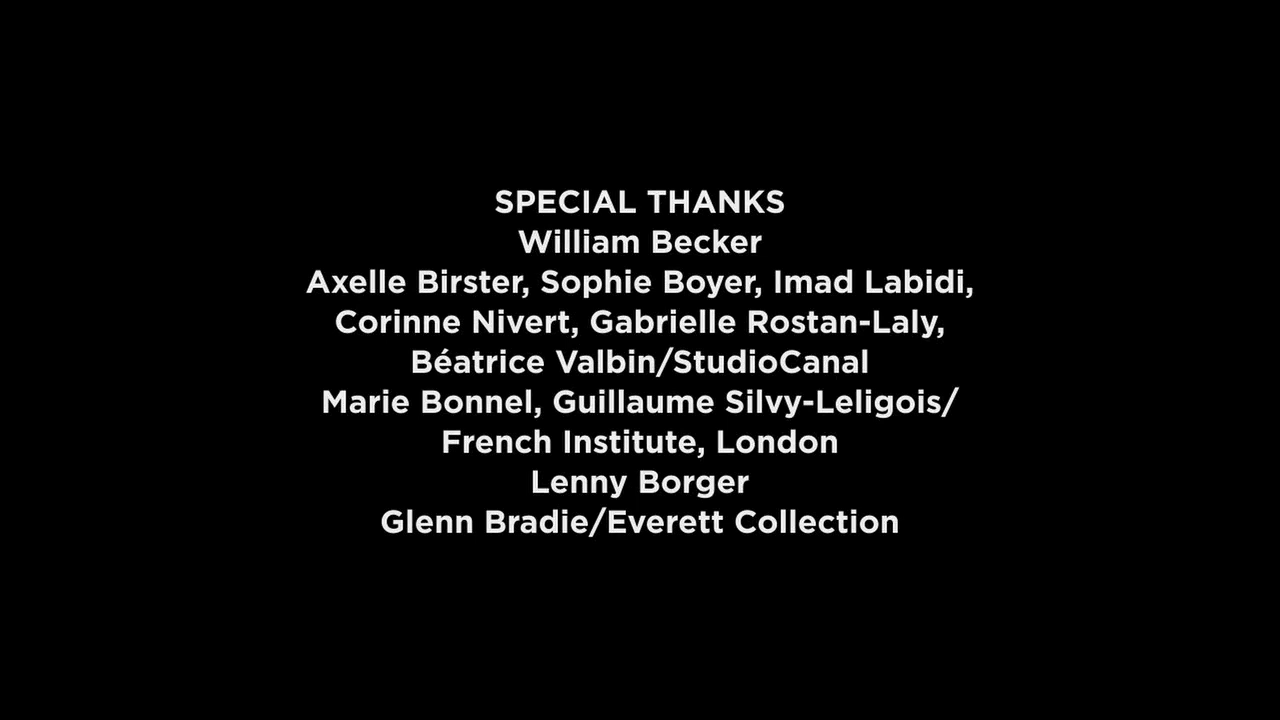 SPECIAL THANKS
William Becker
Axelle Birster, Sophie Boyer, Imad Labidi,
Corinne Nivert, Gabrielle Rostan-Laly,
Béatrice Valbin/StudioCanal
Marie Bonnel, Guillaume Silvy-Leligois/
French Institute, London
Lenny Borger
Glenn Bradie/Everett Collection